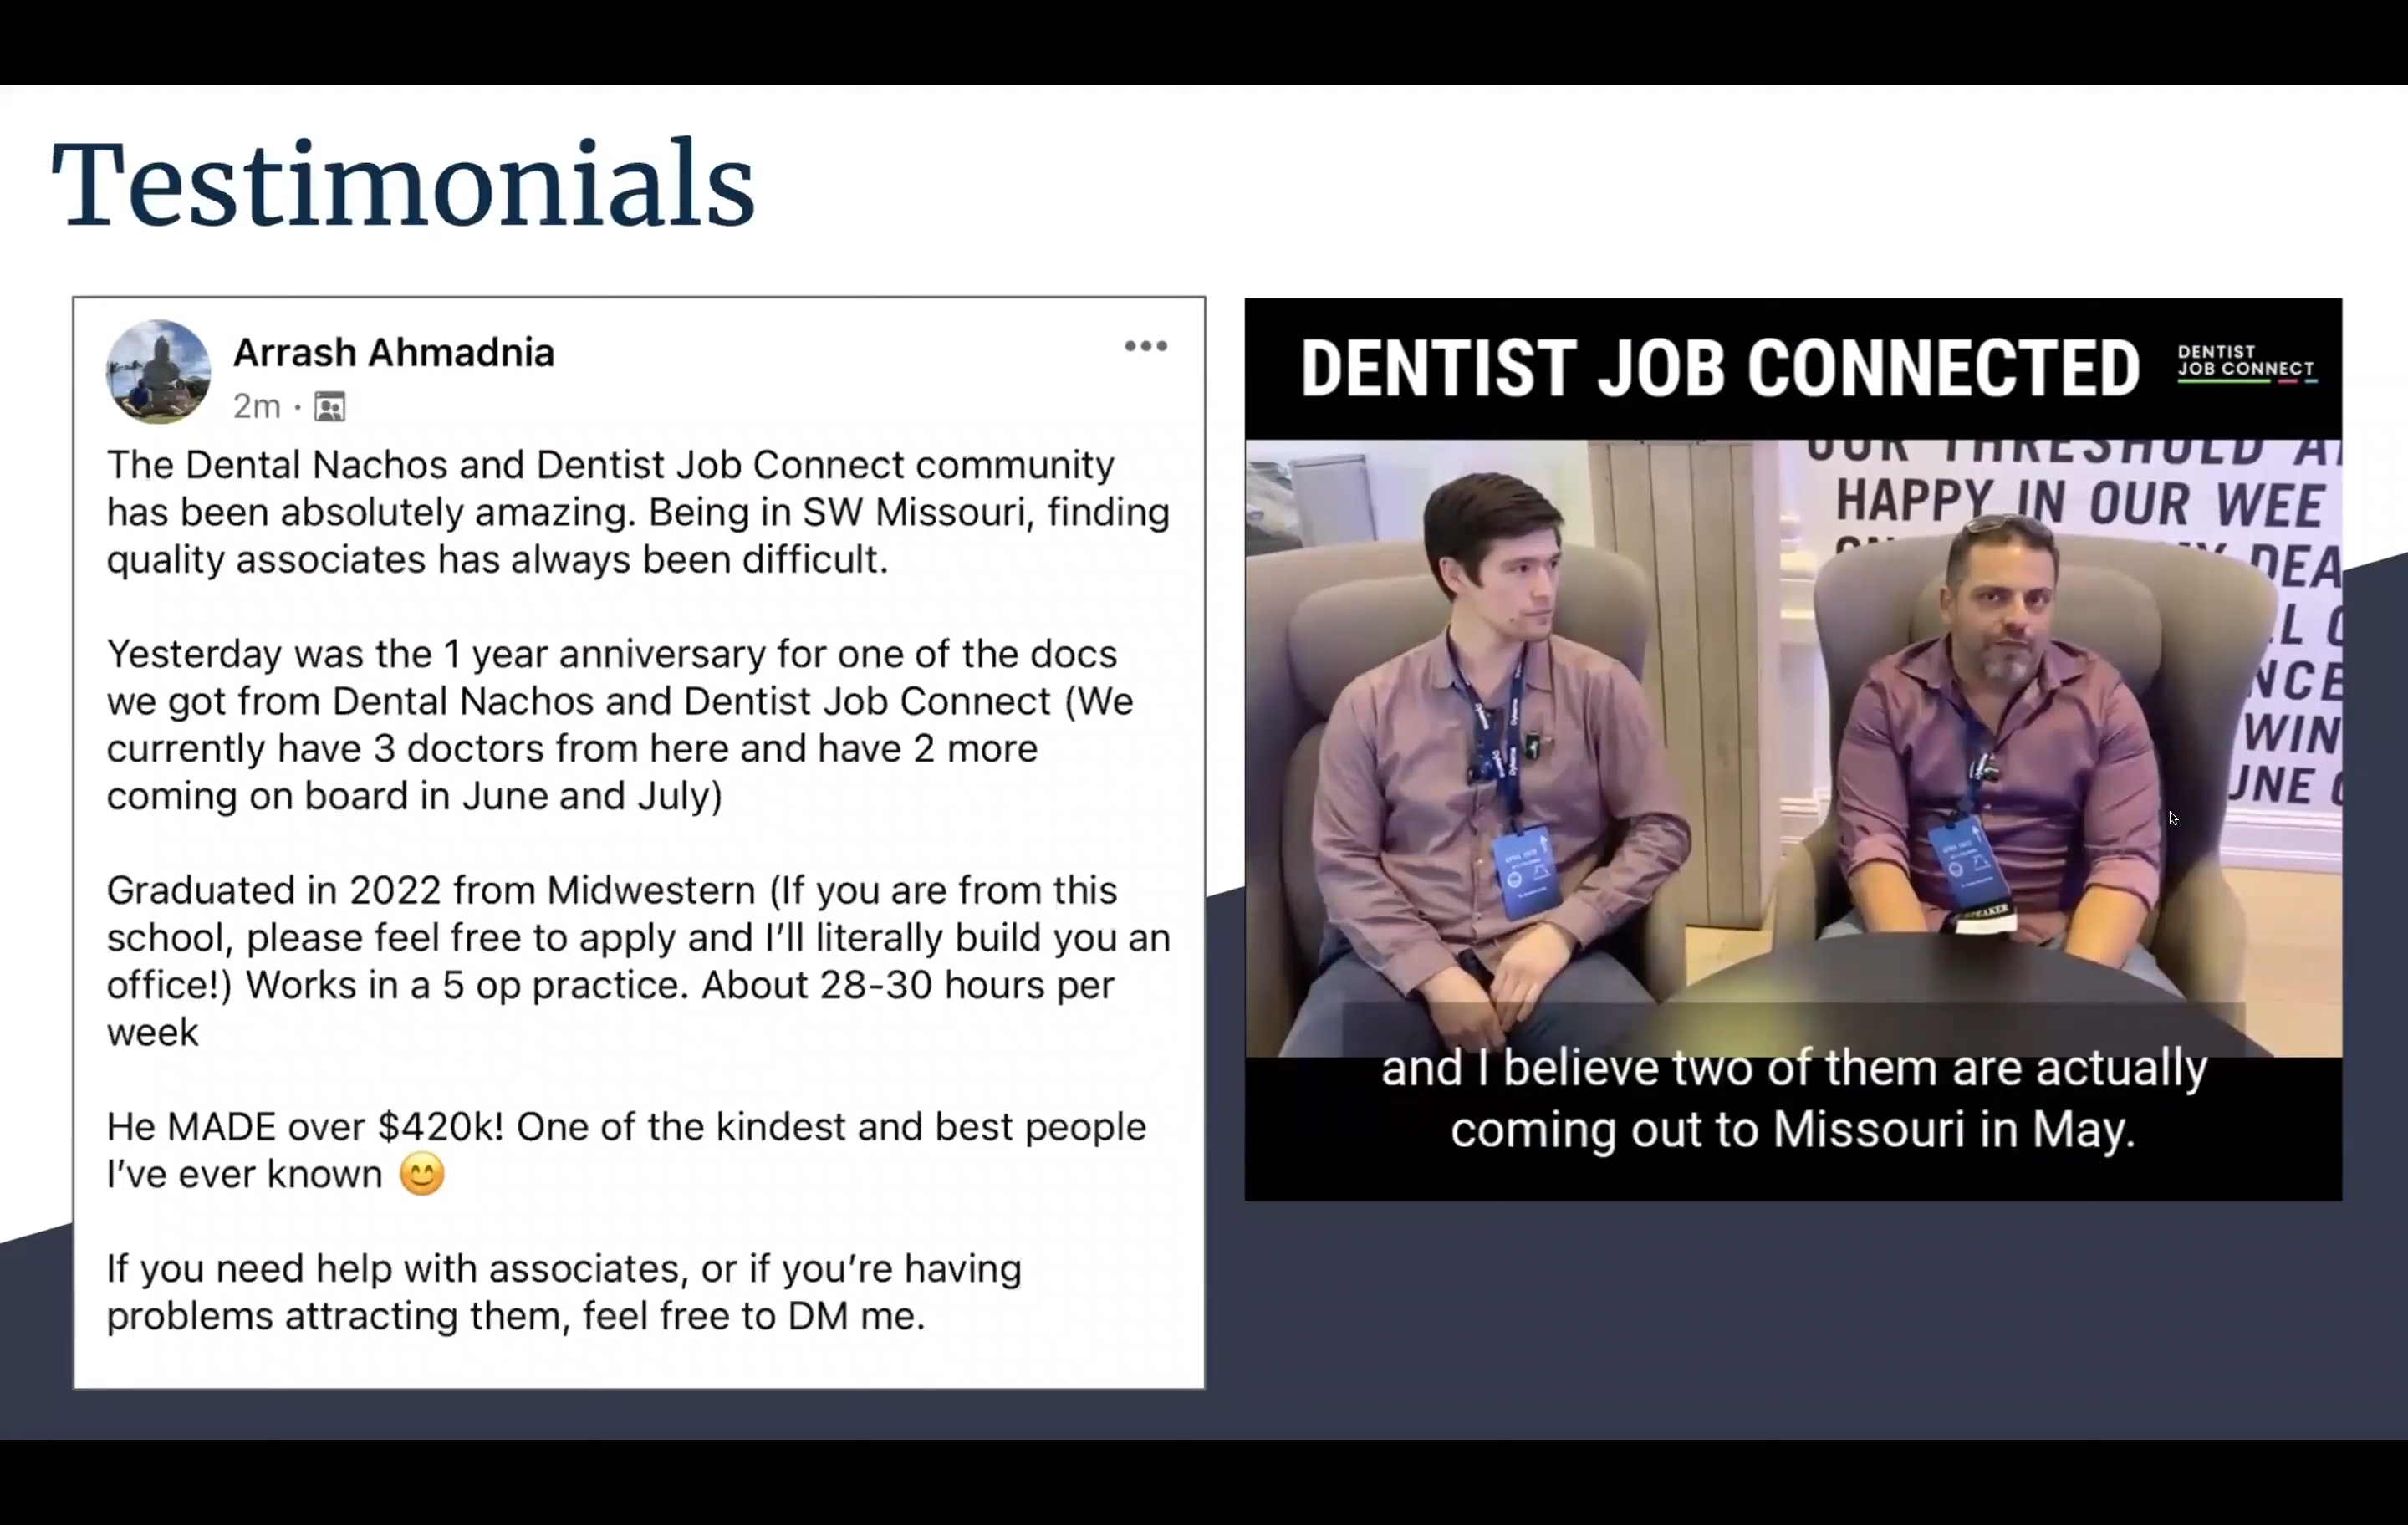 Testimonials
Arrash Ahmadnia
2m ·
The Dental Nachos and Dentist Job Connect community
has been absolutely amazing. Being in SW Missouri, finding
quality associates has always been difficult.
Yesterday was the 1 year anniversary for one of the docs
we got from Dental Nachos and Dentist Job Connect (We
currently have 3 doctors from here and have 2 more
coming on board in June and July)
Graduated in 2022 from Midwestern (If you are from this
school, please feel free to apply and I’ll literally build you an
office!) Works in a 5 op practice. About 28-30 hours per
week
He MADE over $420k! One of the kindest and best people
I’ve ever known 😊
If you need help with associates, or if you’re having
problems attracting them, feel free to DM me.
DENTIST JOB CONNECTED
DENTIST
JOB CONNECT
OUR THRESHOLD
HAPPY IN OUR WEE
DEA
NCE
WIN
UNE
SPEAKER
and I believe two of them are actually
coming out to Missouri in May.